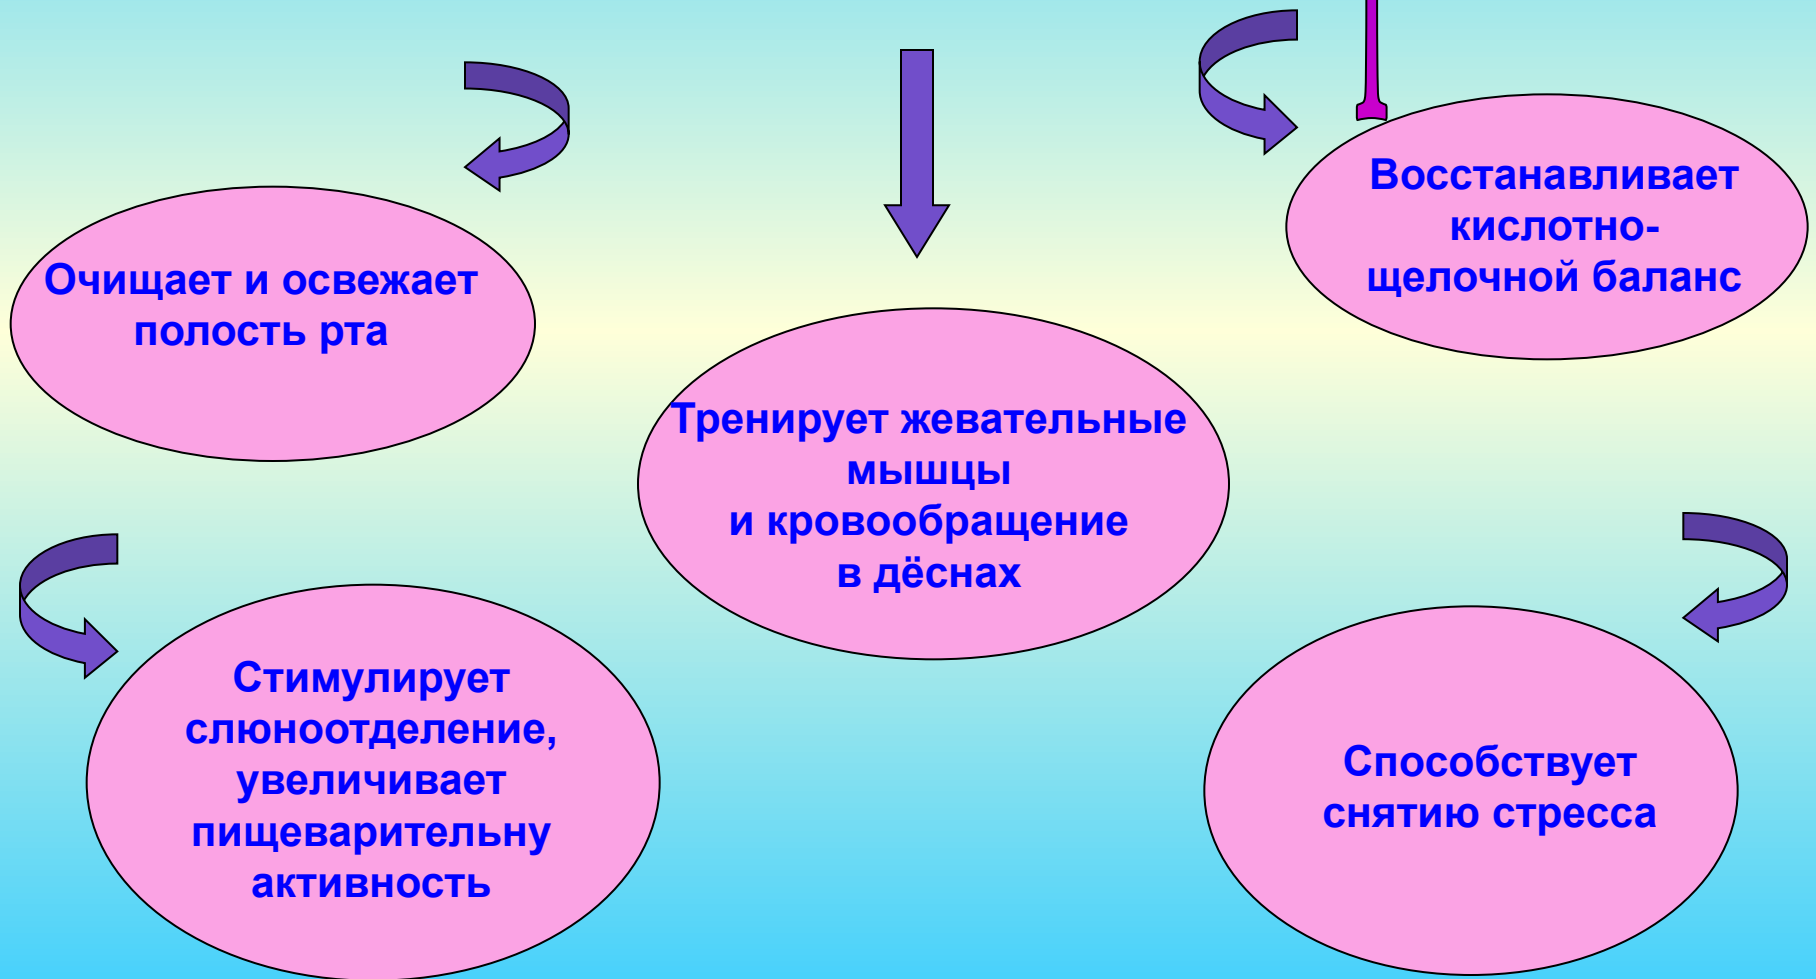 Очищает и освежает
полость рта
Восстанавливает
кислотно-
щелочной баланс
Тренирует жевательные
мышцы
и кровообращение
в дёснах
Стимулирует
слюноотделение,
увеличивает
пищеварительну
активность
Способствует
снятию стресса